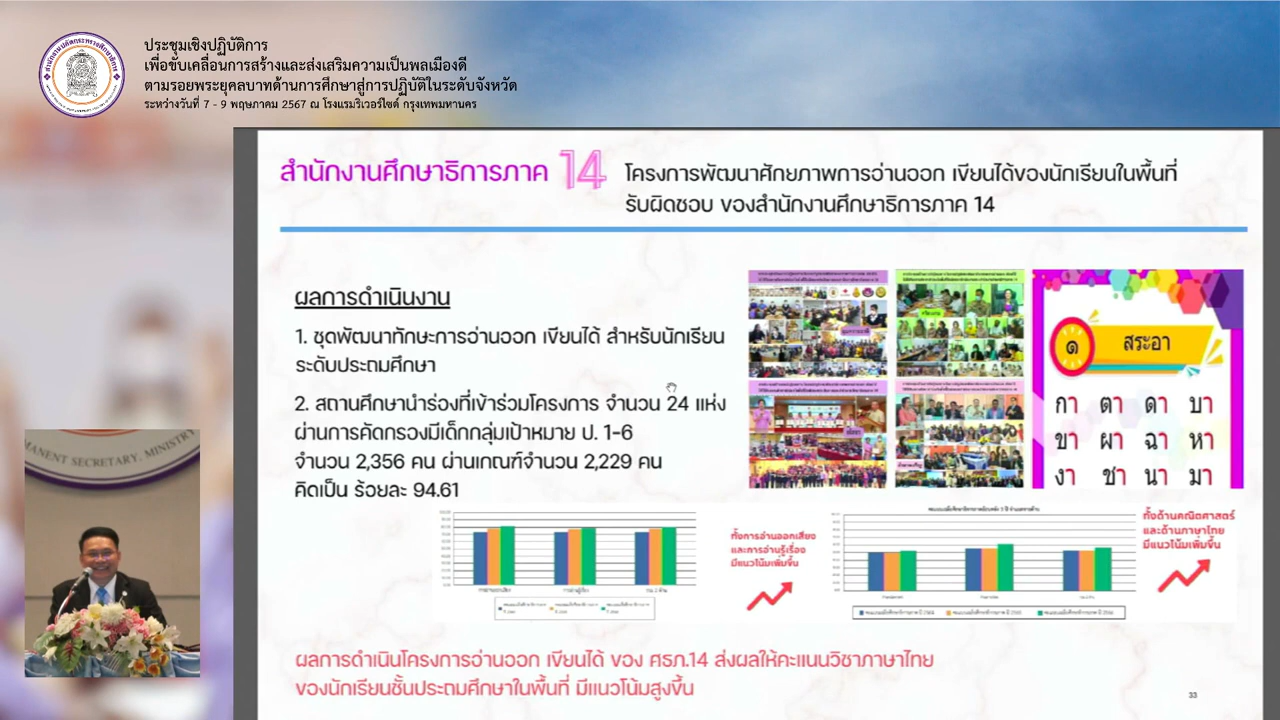 ประชุมเชิงปฏิบัติการ
เพื่อขับเคลื่อนการสร้างและส่งเสริมความเป็นพลเมืองดี
ตามรอยพระยุคลบาทด้านการศึกษาสู่การปฏิบัติในระดับจังหวัด
ระหว่างวันที่ 7 - 9 พฤษภาคม 2567 ณ โรงแรมริเวอร์ไซด์ กรุงเทพมหานคร
สำนักงานศึกษาธิการภาค 14
โครงการพัฒนาศักยภาพการอ่านออก เขียนได้ของนักเรียนในพื้นที่
รับผิดชอบ ของสำนักงานศึกษาธิการภาค 14
ผลการดำเนินงาน
1. ชุดพัฒนาทักษะการอ่านออก เขียนได้ สำหรับนักเรียน
ระดับประถมศึกษา
2. สถานศึกษานำร่องที่เข้าร่วมโครงการ จำนวน 24 แห่ง
ผ่านการคัดกรองมีเด็กกลุ่มเป้าหมาย ป. 1-6
จำนวน 2,356 คน ผ่านเกณฑ์จำนวน 2,229 คน
คิดเป็น ร้อยละ 94.61
๑ สระอา
กา ตา ดา บา
ขา ผา ฉา หา
งา ชา นา มา
ทั้งการอ่านออกเสียง
และการอ่านรู้เรื่อง
มีแนวโน้มเพิ่มขึ้น
ทั้งด้านคณิตศาสตร์
และด้านภาษาไทย
มีแนวโน้มเพิ่มขึ้น
ผลการดำเนินโครงการอ่านออก เขียนได้ ของ ศธภ.14 ส่งผลให้คะแนนวิชาภาษาไทย
ของนักเรียนชั้นประถมศึกษาในพื้นที่ มีแนวโน้มสูงขึ้น
33
MANENT SECRETARY, MINISTRY